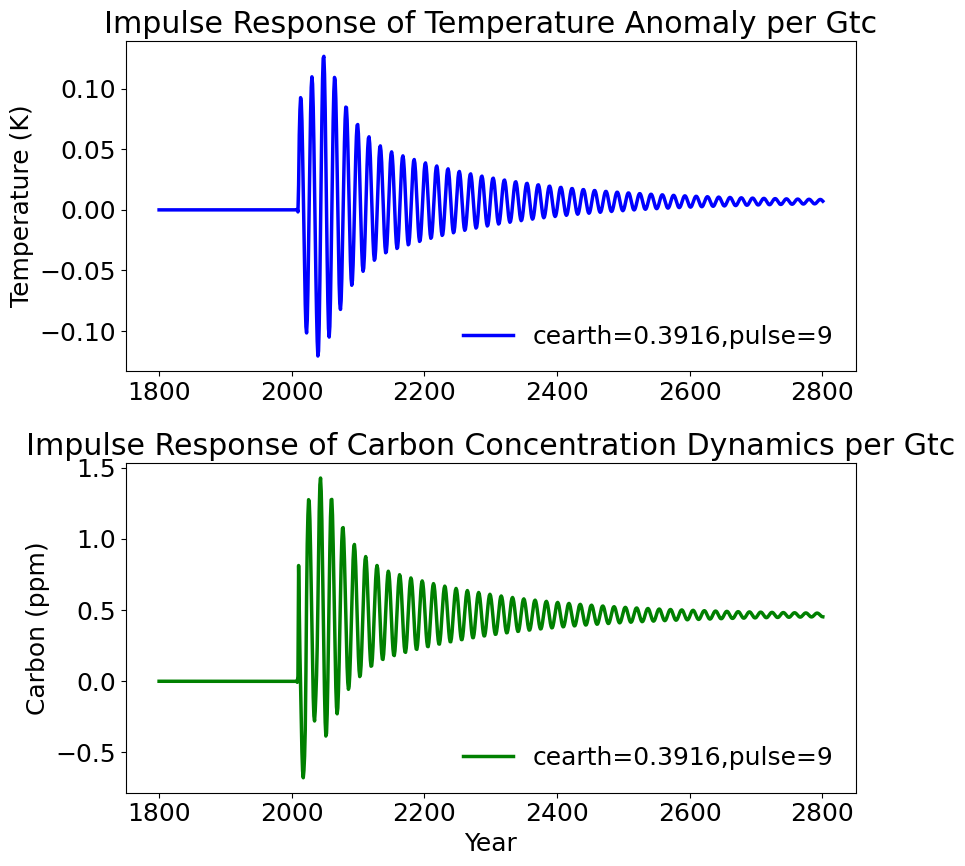 Impulse Response of Temperature Anomaly per Gtc
Temperature (K)
0.10
0.05
0.00
−0.05
−0.10
cearth=0.3916,pulse=9
1800 2000 2200 2400 2600 2800
Impulse Response of Carbon Concentration Dynamics per Gtc
Carbon (ppm)
1.5
1.0
0.5
0.0
−0.5
cearth=0.3916,pulse=9
1800 2000 2200 2400 2600 2800
Year